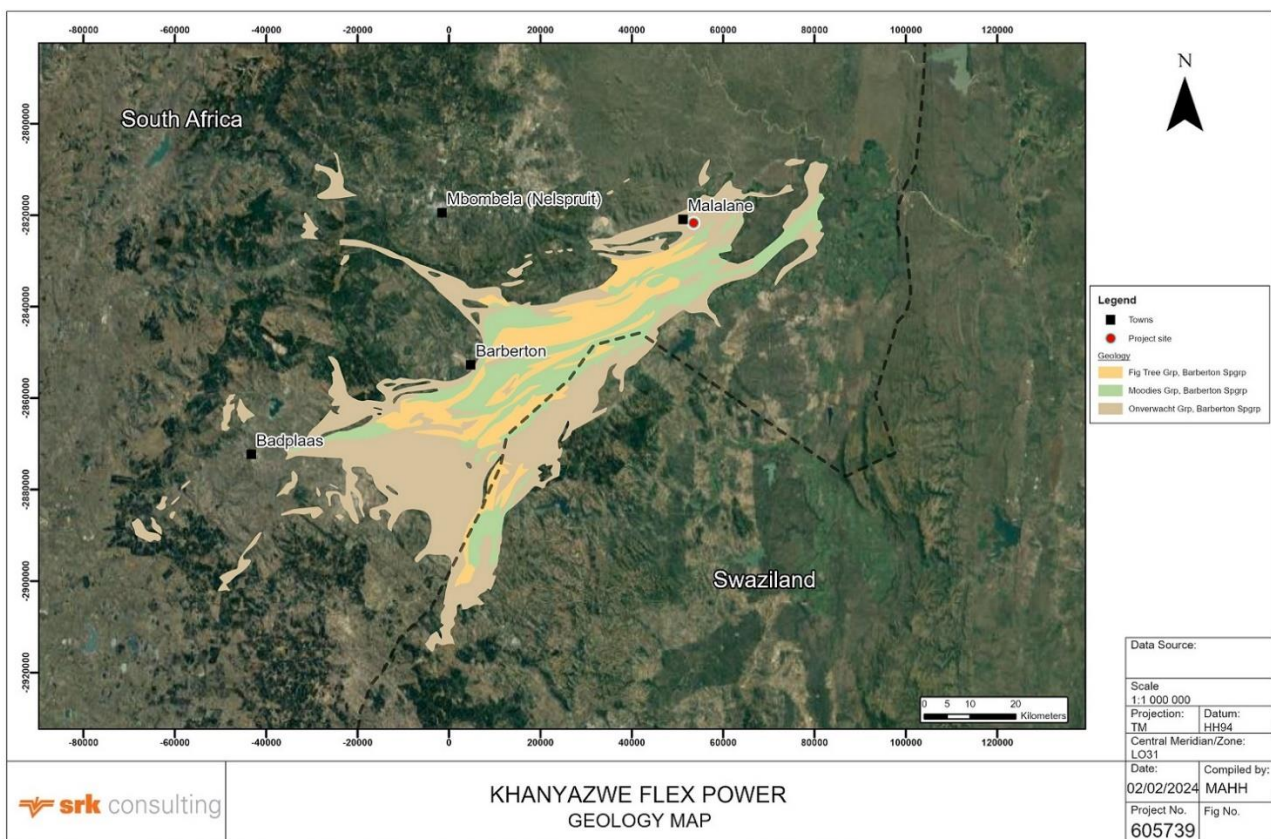 -80000 -60000 -40000 -20000 0 20000 40000 60000 80000 100000 120000
N
South Africa
-2800000
Mbombela (Nelspruit)
Malalane
-2820000
-2840000
Barberton
-2860000
Badplaas
-2880000
Swaziland
-2900000
-2920000
0 5 10 20
Kilometers
-80000 -60000 -40000 -20000 0 20000 40000 60000 80000 100000 120000
Legend
Towns
Project site
Geology
Fig Tree Grp, Barberton Spgrp
Moodies Grp, Barberton Spgrp
Onverwacht Grp, Barberton Spgrp
Data Source:
Scale
1:1 000 000
Projection: Datum:
TM HH94
Central Meridian/Zone:
LO31
Date: Compiled by:
02/02/2024 MAHH
Project No. Fig No.
605739
srk consulting
KHANYAZWE FLEX POWER
GEOLOGY MAP